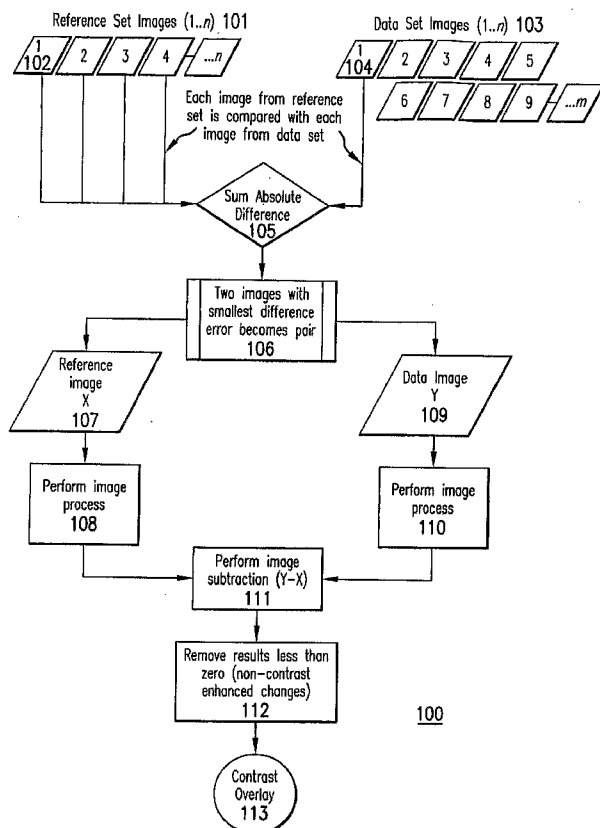 Reference Set Images (1..n) 101
1
102
2
3
4
...n
Data Set Images (1..n) 103
1
104
2
3
4
5
6
7
8
9
...m
Each image from reference
set is compared with each
image from data set
Sum Absolute
Difference
105
Two images with
smallest difference
error becomes pair
106
Reference
image
X
107
Data Image
Y
109
Perform image
process
108
Perform image
process
110
Perform image
subtraction (Y-X)
111
Remove results less than
zero (non-contrast
enhanced changes)
112
100
Contrast
Overlay
113